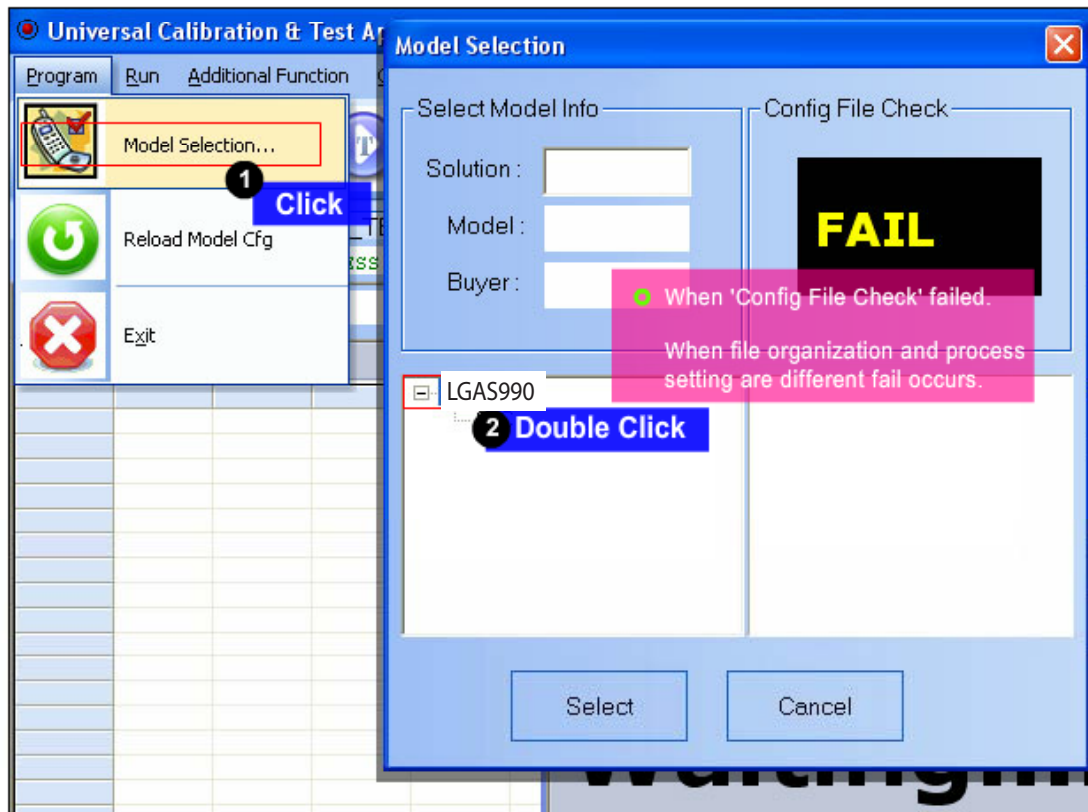 Universal Calibration & Test Ap
Program Run Additional Function
Model Selection...
1
Click
Reload Model Cfg
Exit
Model Selection
Select Model Info
Solution :
Model :
Buyer :
Config File Check
FAIL
When 'Config File Check' failed.
When file organization and process
setting are different fail occurs.
LGAS990
2 Double Click
Select
Cancel